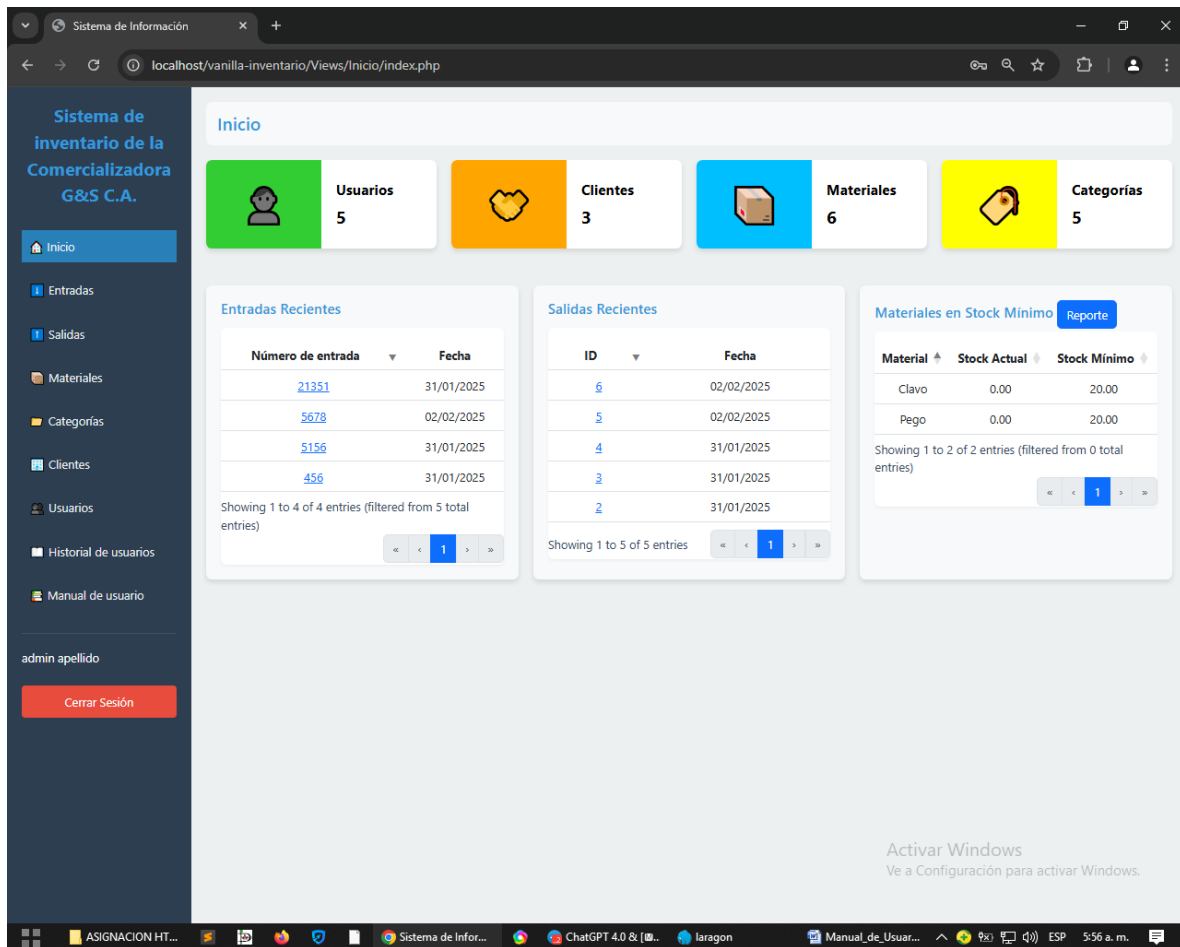 Sistema de Información
localhost/vanilla-inventario/Views/Inicio/index.php
Sistema de
inventario de la
Comercializadora
G&S C.A.
Inicio
Entradas
Salidas
Materiales
Categorías
Clientes
Usuarios
Historial de usuarios
Manual de usuario
admin apellido
Cerrar Sesión
Inicio
Usuarios
5
Clientes
3
Materiales
6
Categorías
5
Entradas Recientes
Número de entrada ▼ Fecha
21351 31/01/2025
5678 02/02/2025
5156 31/01/2025
456 31/01/2025
Showing 1 to 4 of 4 entries (filtered from 5 total
entries)
« ‹ 1 › »
Salidas Recientes
ID ▼ Fecha
6 02/02/2025
5 02/02/2025
4 31/01/2025
3 31/01/2025
2 31/01/2025
Showing 1 to 5 of 5 entries « ‹ 1 › »
Materiales en Stock Mínimo Reporte
Material Stock Actual Stock Mínimo
Clavo 0.00 20.00
Pego 0.00 20.00
Showing 1 to 2 of 2 entries (filtered from 0 total
entries)
« ‹ 1 › »
Activar Windows
Ve a Configuración para activar Windows.
ASIGNACION HT... Sistema de Infor... ChatGPT 4.0 & [.. laragon Manual_de_Usuar... ESP 5:56 a. m.